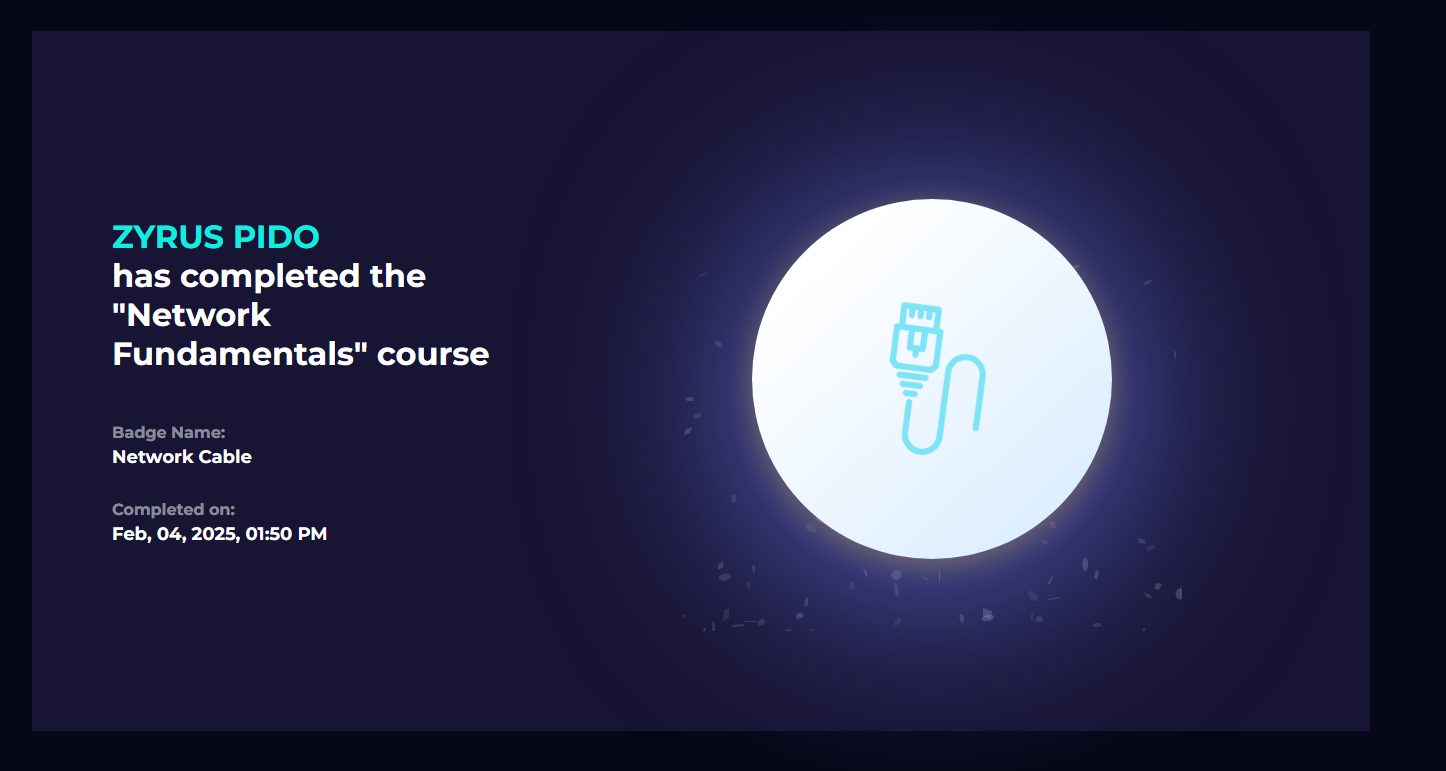 ZYRUS PIDO
has completed the
"Network
Fundamentals" course
Badge Name:
Network Cable
Completed on:
Feb, 04, 2025, 01:50 PM